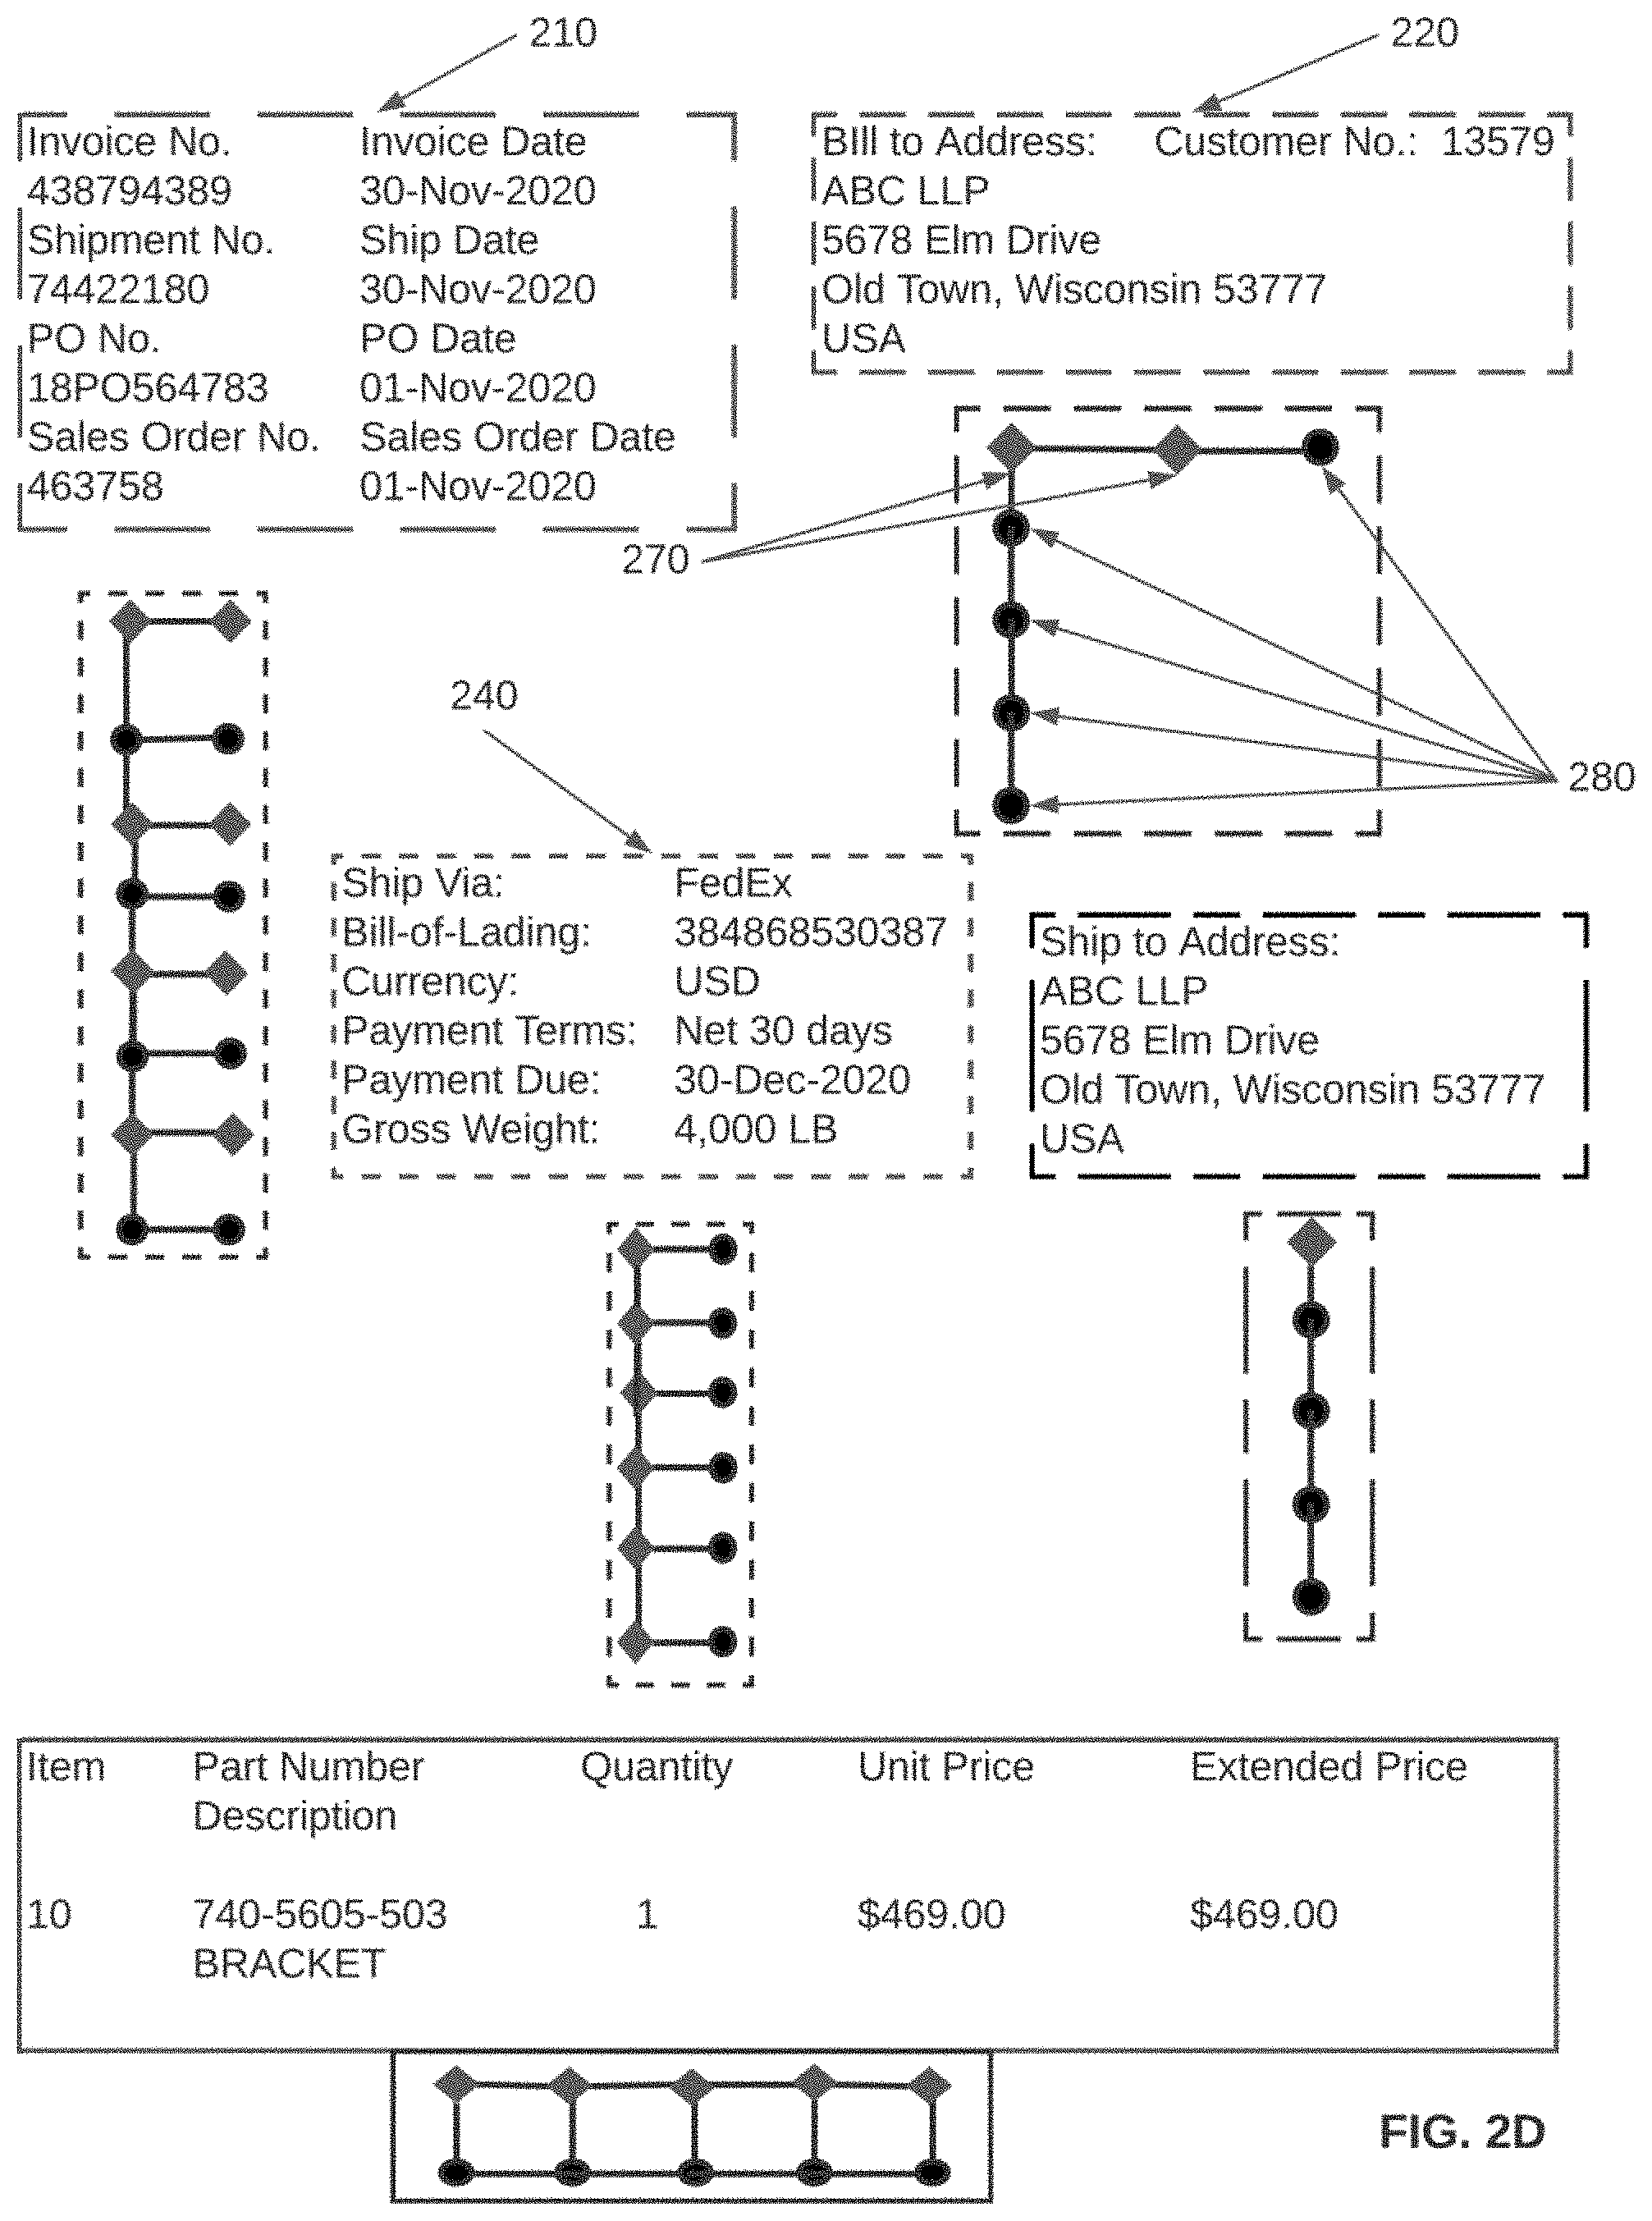 210
220
Invoice No. Invoice Date
438794389 30-Nov-2020
Shipment No. Ship Date
74422180 30-Nov-2020
PO No. PO Date
18PO564783 01-Nov-2020
Sales Order No. Sales Order Date
463758 01-Nov-2020
Bill to Address: Customer No.: 13579
ABC LLP
5678 Elm Drive
Old Town, Wisconsin 53777
USA
270
240
280
Ship Via: FedEx
Bill-of-Lading: 384868530387
Currency: USD
Payment Terms: Net 30 days
Payment Due: 30-Dec-2020
Gross Weight: 4,000 LB
Ship to Address:
ABC LLP
5678 Elm Drive
Old Town, Wisconsin 53777
USA
Item Part Number Quantity Unit Price Extended Price
Description
10 740-5605-503 1 $469.00 $469.00
BRACKET
FIG. 2D